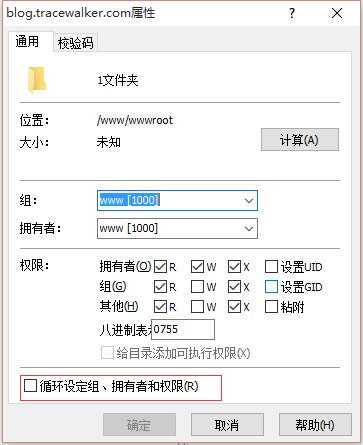 blog.tracewalker.com属性
通用 校验码
1文件夹
位置： /www/wwwroot
大小： 未知 计算(A)
组： www [1000]
拥有者： www [1000]
权限： 拥有者(O) R W X 设置UID
组(G) R W X 设置GID
其他(H) R W X 粘附
八进制表 0755
给目录添加可执行权限(X)
循环设定组、拥有者和权限(R)
确定 取消 帮助(H)